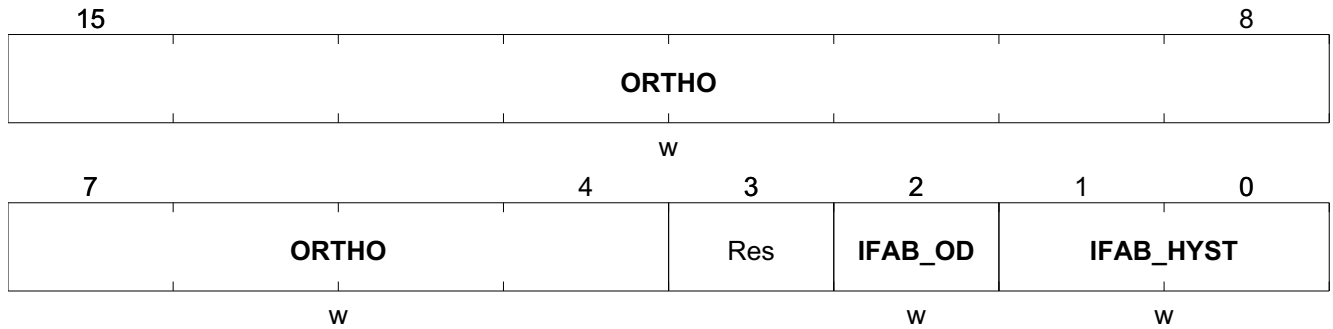 15 8
ORTHO
w
7 4 3 2 1 0
ORTHO Res IFAB_OD IFAB_HYST
w w w